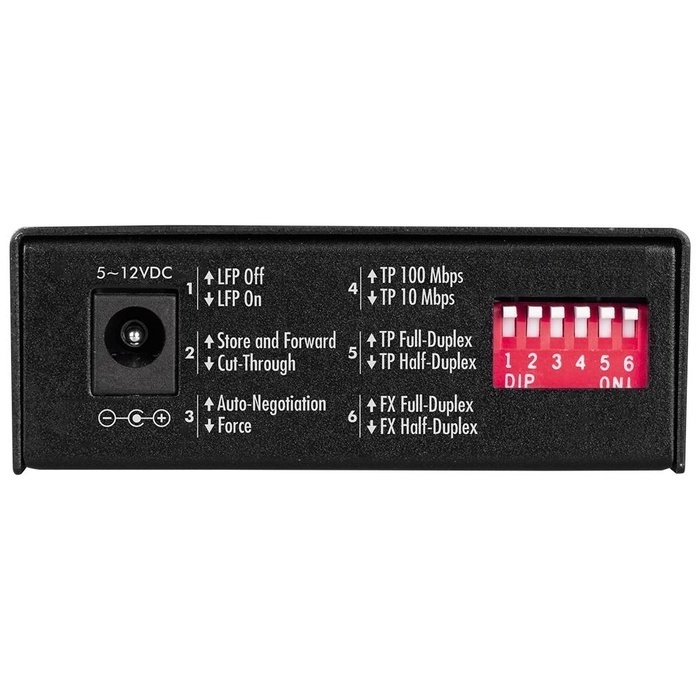 5~12VDC
1 ↑ LFP Off
↓ LFP On
2 ↑ Store and Forward
↓ Cut-Through
3 ↑ Auto-Negotiation
↓ Force
4 ↑ TP 100 Mbps
↓ TP 10 Mbps
5 ↑ TP Full-Duplex
↓ TP Half-Duplex
6 ↑ FX Full-Duplex
↓ FX Half-Duplex
1 2 3 4 5 6
DIP